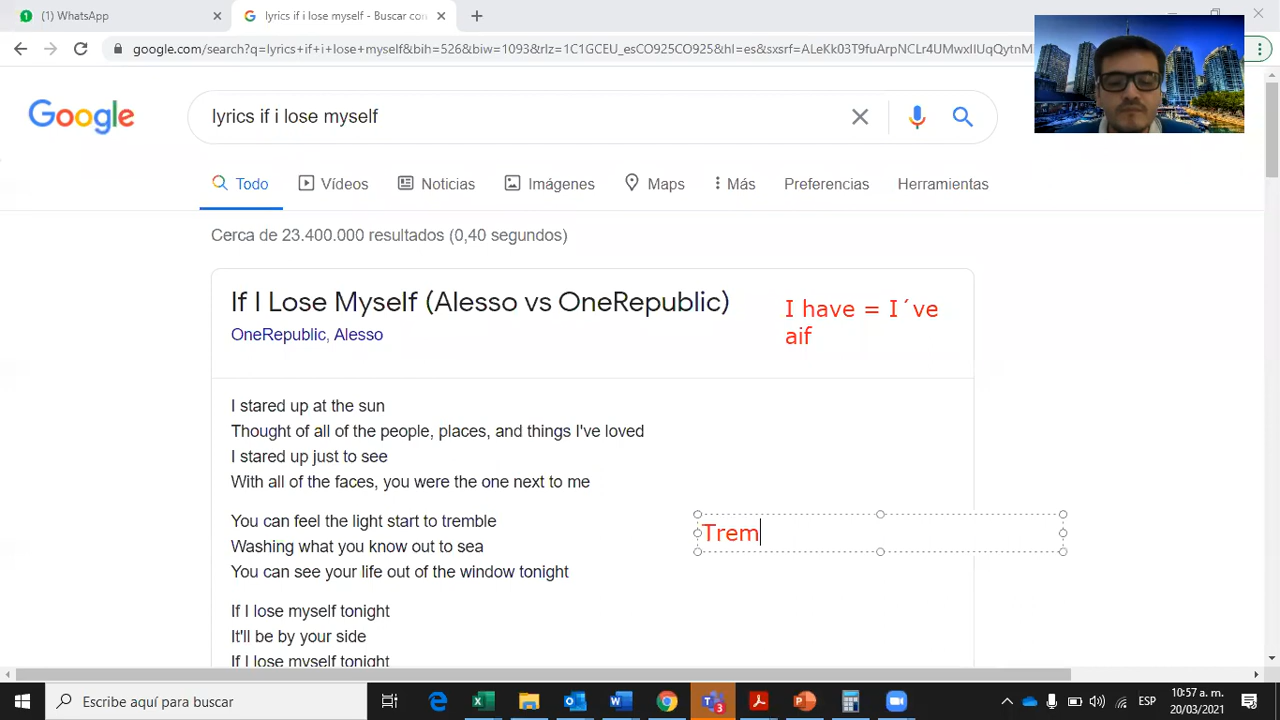 (1) WhatsApp
lyrics if i lose myself - Buscar con
google.com/search?q=lyrics+if+i+lose+myself&bih=526&biw=1093&rlz=1C1GCEU_esCO925CO925&hl=es&sxsrf=ALeKk03T9fuArpNCLr4UMwxIlUqQytnM
Google
lyrics if i lose myself
Todo
Vídeos
Noticias
Imágenes
Maps
Más
Preferencias
Herramientas
Cerca de 23.400.000 resultados (0,40 segundos)
If I Lose Myself (Alesso vs OneRepublic)
OneRepublic, Alesso
I have = I´ve
aif
I stared up at the sun
Thought of all of the people, places, and things I've loved
I stared up just to see
With all of the faces, you were the one next to me
You can feel the light start to tremble
Washing what you know out to sea
You can see your life out of the window tonight
Trem
If I lose myself tonight
It'll be by your side
If I lose myself tonight
Escribe aquí para buscar
3
ESP
10:57 a. m.
20/03/2021